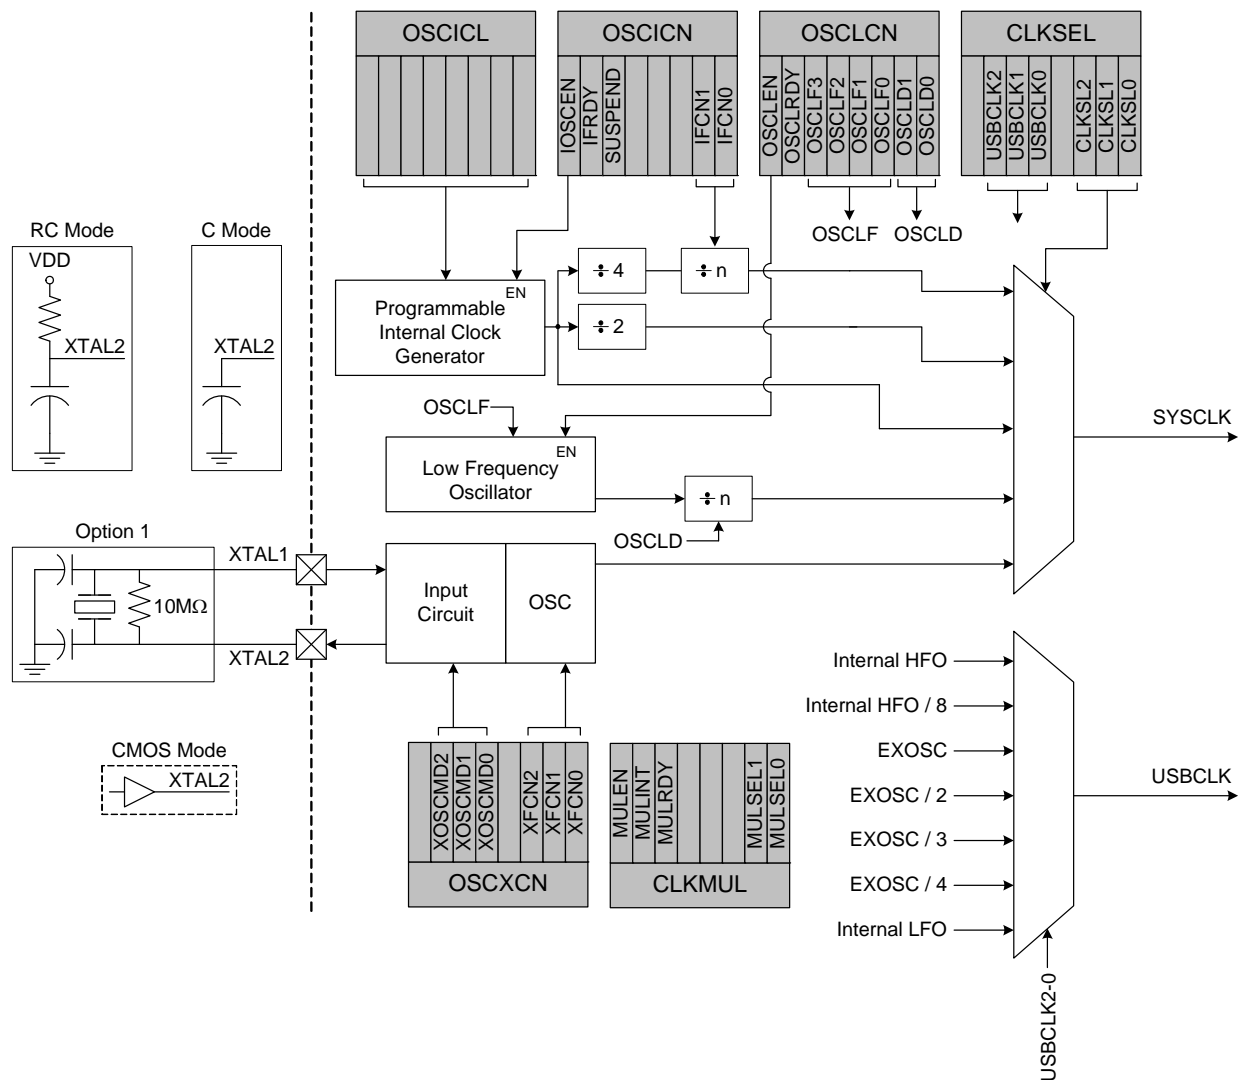 OSCICL
OSCICN
OSCLCN
CLKSEL
IOSCEN
IFRDY
SUSPEND
IFCN1
IFCN0
OSCLEN
OSCLRDY
OSCLF3
OSCLF2
OSCLF1
OSCLF0
OSCLD1
OSCLD0
USBCLK2
USBCLK1
USBCLK0
CLKSL2
CLKSL1
CLKSL0
OSCLF
OSCLD
RC Mode
VDD
XTAL2
C Mode
XTAL2
EN
Programmable
Internal Clock
Generator
÷ 4
÷ n
÷ 2
OSCLF
EN
Low Frequency
Oscillator
÷ n
OSCLD
SYSCLK
Option 1
10MΩ
XTAL1
XTAL2
Input
Circuit
OSC
CMOS Mode
XTAL2
XOSCMD2
XOSCMD1
XOSCMD0
XFCN2
XFCN1
XFCN0
OSCXCN
MULEN
MULINT
MULRDY
MULSEL1
MULSEL0
CLKMUL
Internal HFO
Internal HFO / 8
EXOSC
EXOSC / 2
EXOSC / 3
EXOSC / 4
Internal LFO
USBCLK
USBCLK2-0